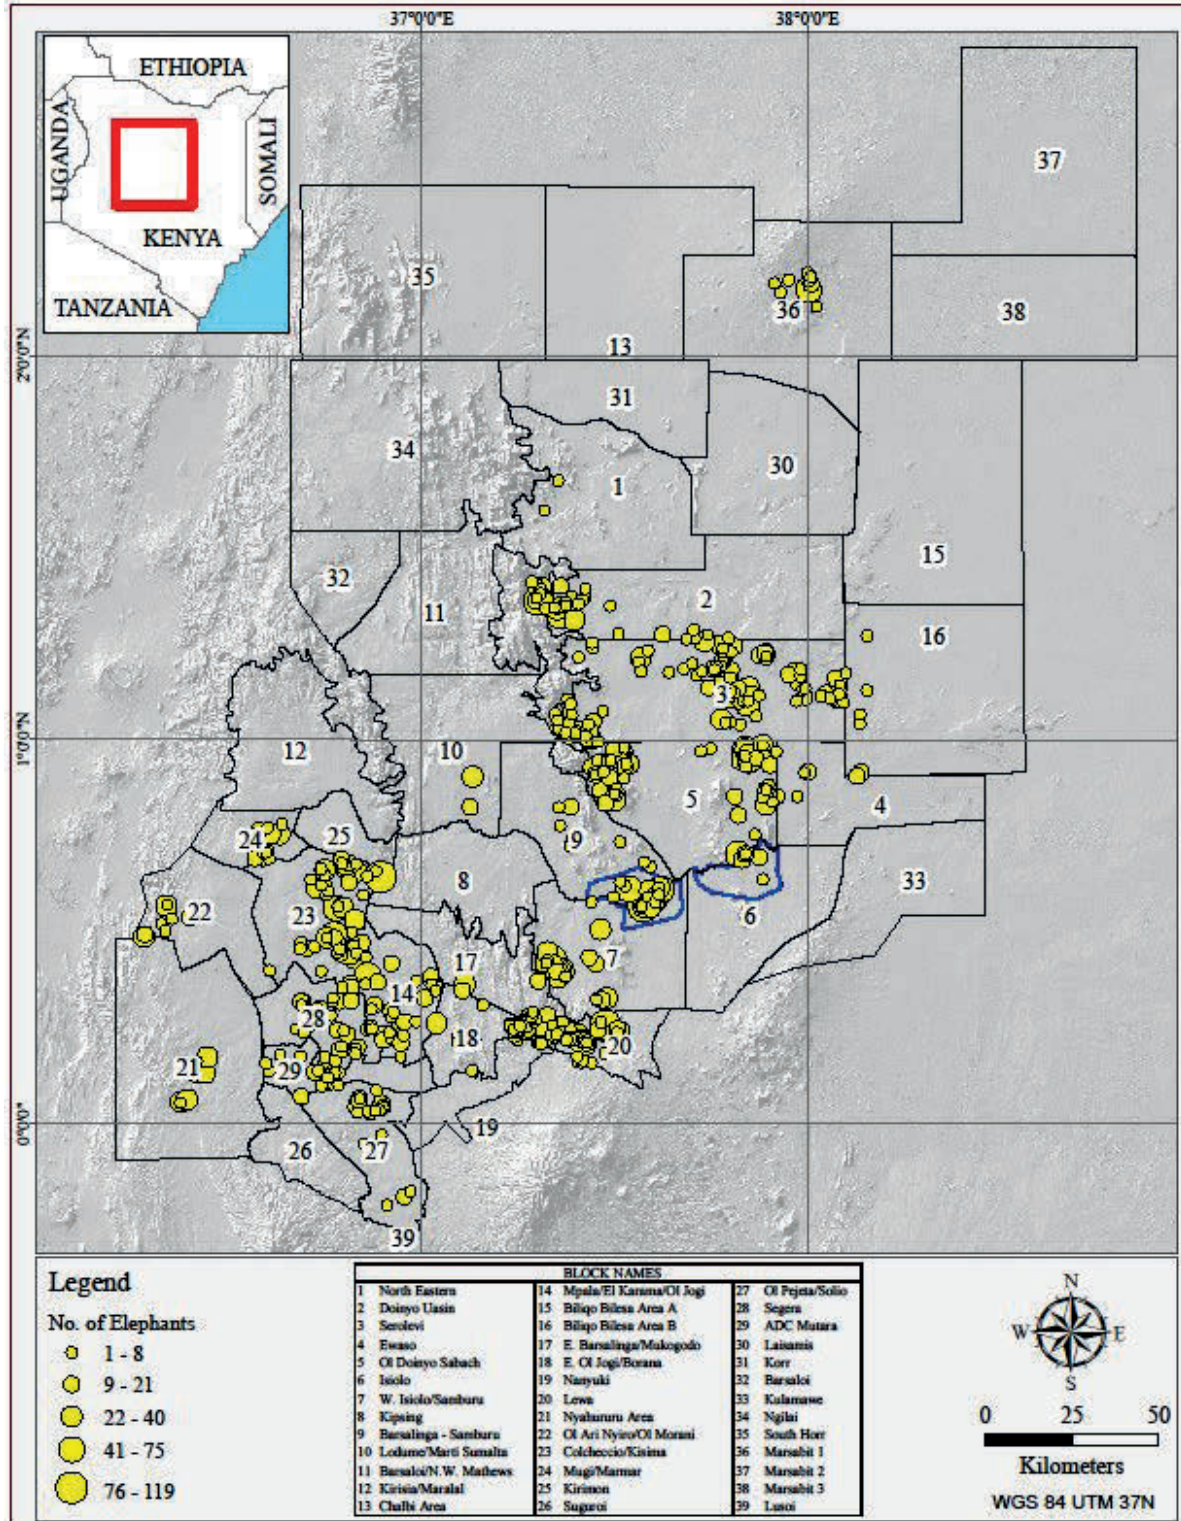 37°0'0"E
38°0'0"E
ETHIOPIA
UGANDA
SOMALI
KENYA
TANZANIA
2°0'0"N
1°0'0"N
0°0'0"
37
35
36
38
13
31
34
30
1
15
32
2
11
16
3
12
10
5
4
9
24
25
8
33
22
23
6
17
7
14
28
18
20
21
29
19
26
27
39
Legend
No. of Elephants
1 - 8
9 - 21
22 - 40
41 - 75
76 - 119
BLOCK NAMES
1 North Eastern
2 Doinyo Uasin
3 Serolevi
4 Ewaso
5 Ol Doinyo Sabach
6 Isiolo
7 W. Isiolo/Samburu
8 Kipsing
9 Barsalinga - Samburu
10 Lodume/Marti Sumalta
11 Barsaloi/N.W. Mathews
12 Kirisia/Maralal
13 Chalbi Area
14 Mpala/El Karama/Ol Jogi
15 Biliqo Bilesa Area A
16 Biliqo Bilesa Area B
17 E. Barsalinga/Mukogodo
18 E. Ol Jogi/Borana
19 Nanyuki
20 Lewa
21 Nyahururu Area
22 Ol Ari Nyiro/Ol Morani
23 Colcheccio/Kisima
24 Mugi/Marmar
25 Kirimon
26 Suguroi
27 Ol Pejeta/Solio
28 Segera
29 ADC Mutara
30 Laisamis
31 Korr
32 Barsaloi
33 Kulamawe
34 Ngilai
35 South Horr
36 Marsabit 1
37 Marsabit 2
38 Marsabit 3
39 Lusoi
N
W E
S
0 25 50
Kilometers
WGS 84 UTM 37N